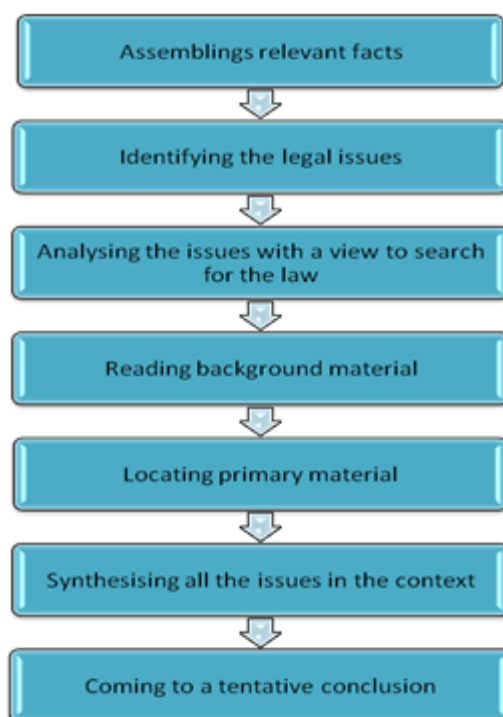 Assemblings relevant facts
Identifying the legal issues
Analysing the issues with a view to search
for the law
Reading background material
Locating primary material
Synthesising all the issues in the context
Coming to a tentative conclusion